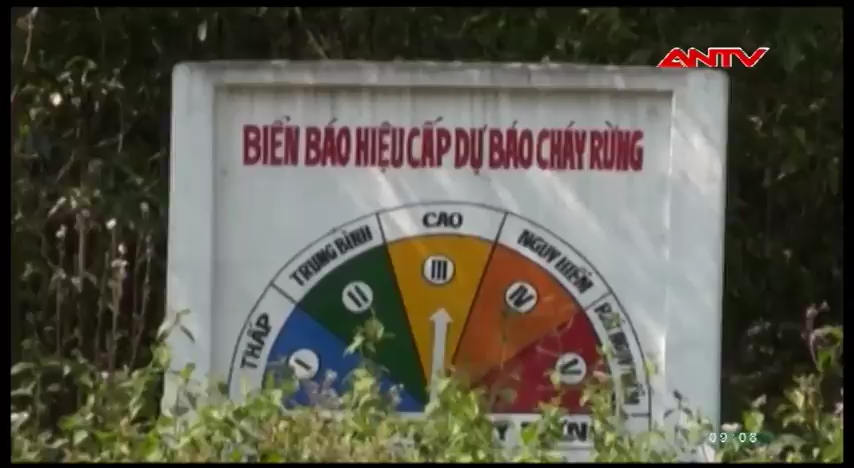 ANTV
BIỂN BÁO HIỆU CẤP DỰ BÁO CHÁY RỪNG
CAO
TRUNG BÌNH
NGUY HIỂM
THẤP
III
II
IV
I
V
09:08